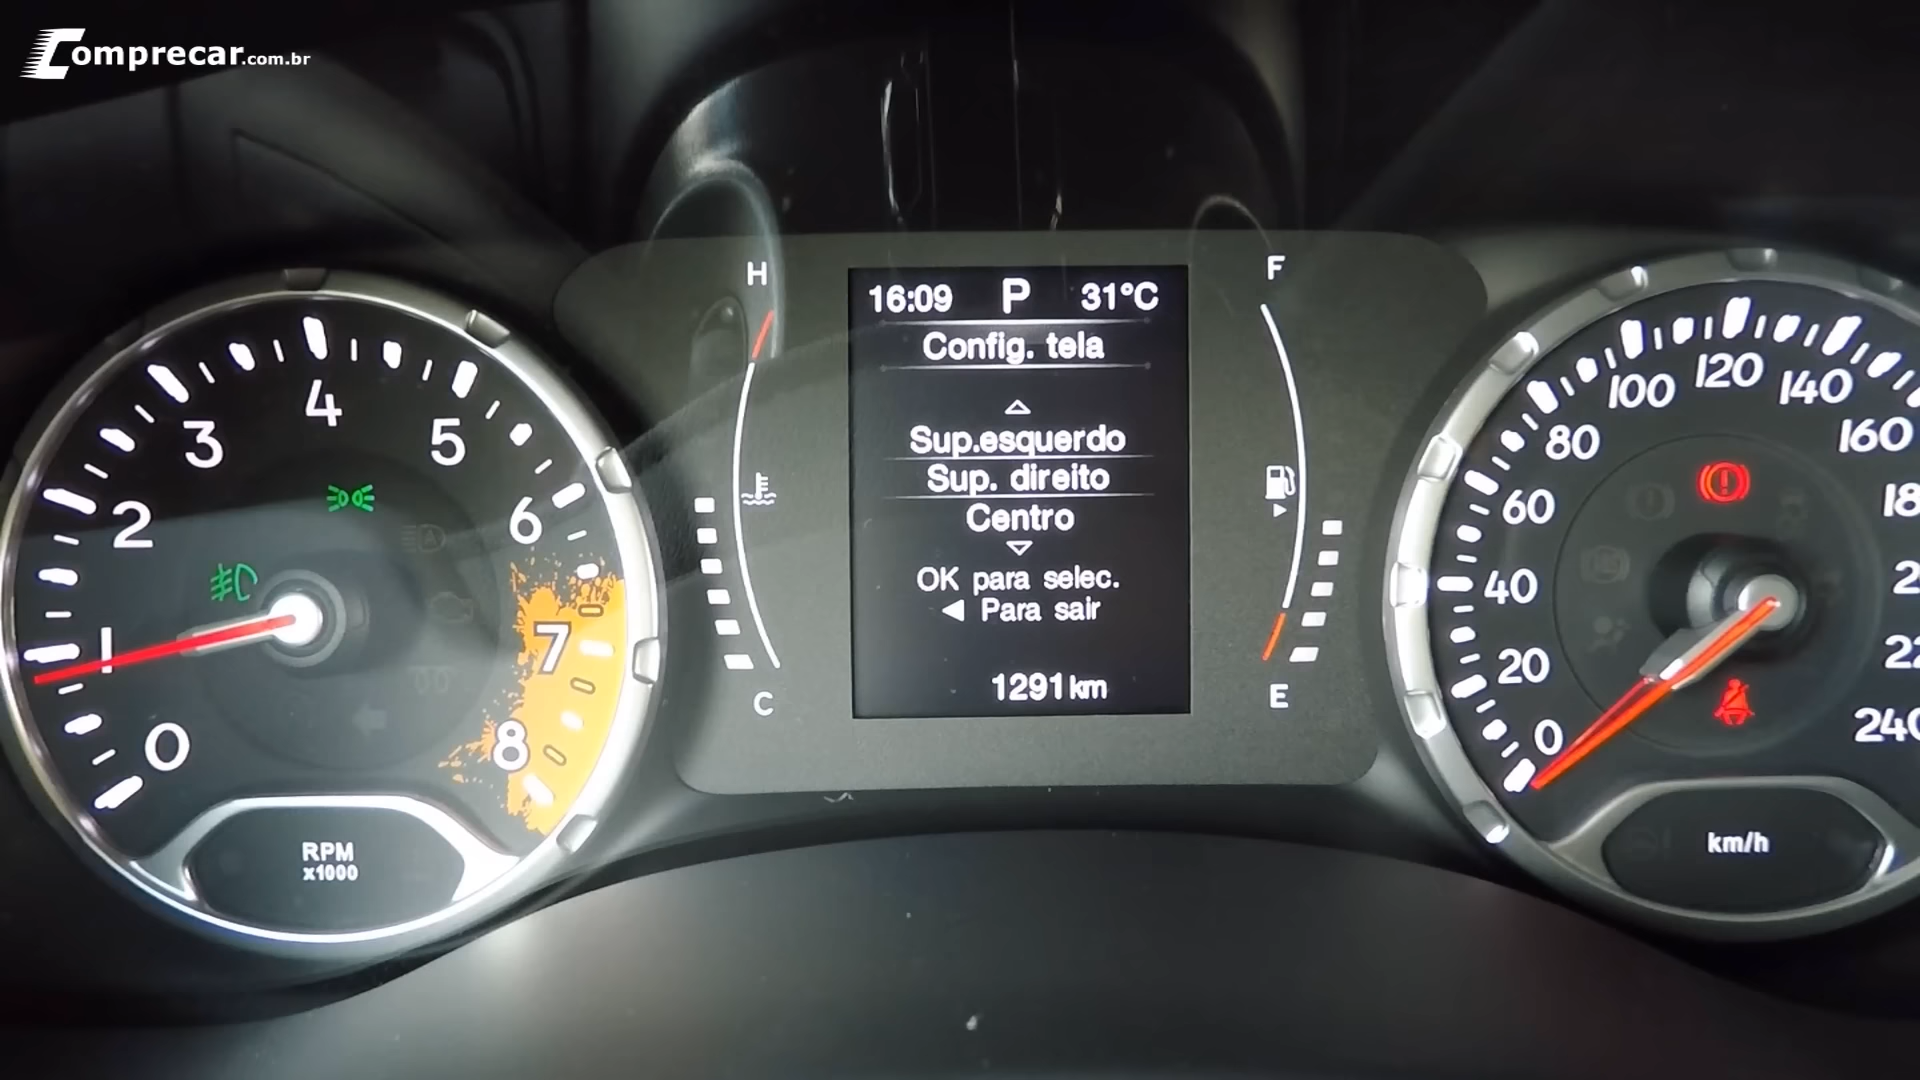 Comprecar.com.br
16:09 P 31°C
Config. tela
Sup.esquerdo
Sup. direito
Centro
OK para selec.
Para sair
1291 km
H
C
F
E
0
1
2
3
4
5
6
7
8
RPM
x1000
0
20
40
60
80
100
120
140
160
240
km/h